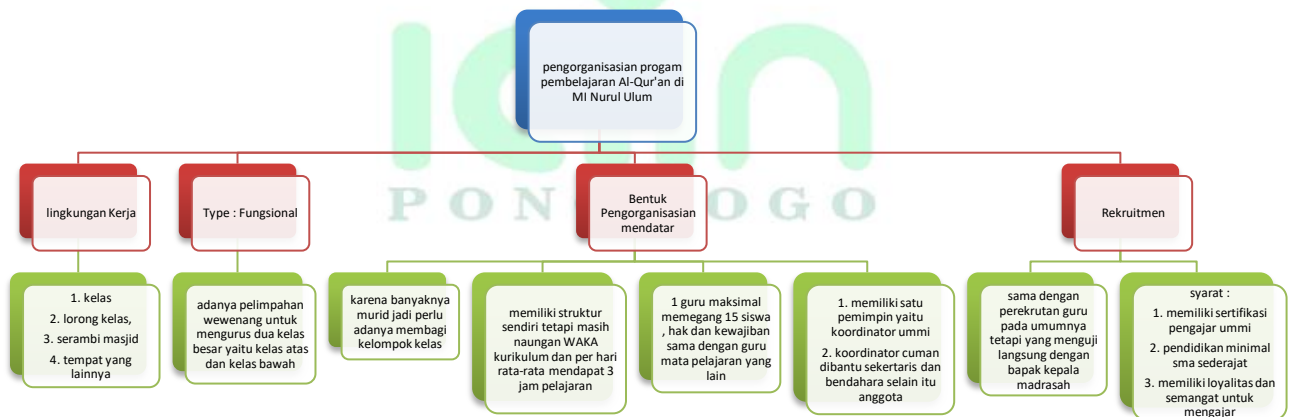 pengorganisasian progam
pembelajaran Al-Qur'an di
MI Nurul Ulum
lingkungan Kerja
Type : Fungsional
Bentuk
Pengorganisasian
mendatar
Rekruitmen
1. kelas
2. lorong kelas,
3. serambi masjid
4. tempat yang
lainnya
adanya pelimpahan
wewenang untuk
mengurus dua kelas
besar yaitu kelas atas
dan kelas bawah
karena banyaknya
murid jadi perlu
adanya membagi
kelompok kelas
memiliki struktur
sendiri tetapi masih
naungan WAKA
kurikulum dan per hari
rata-rata mendapat 3
jam pelajaran
1 guru maksimal
memegang 15 siswa
, hak dan kewajiban
sama dengan guru
mata pelajaran yang
lain
1. memiliki satu
pemimpin yaitu
koordinator ummi
2. koordinator cuman
dibantu sekertaris dan
bendahara selain itu
anggota
sama dengan
perekrutan guru
pada umumnya
tetapi yang menguji
langsung dengan
bapak kepala
madrasah
syarat :
1. memiliki sertifikasi
pengajar ummi
2. pendidikan minimal
sma sederajat
3. memiliki loyalitas dan
semangat untuk
mengajar